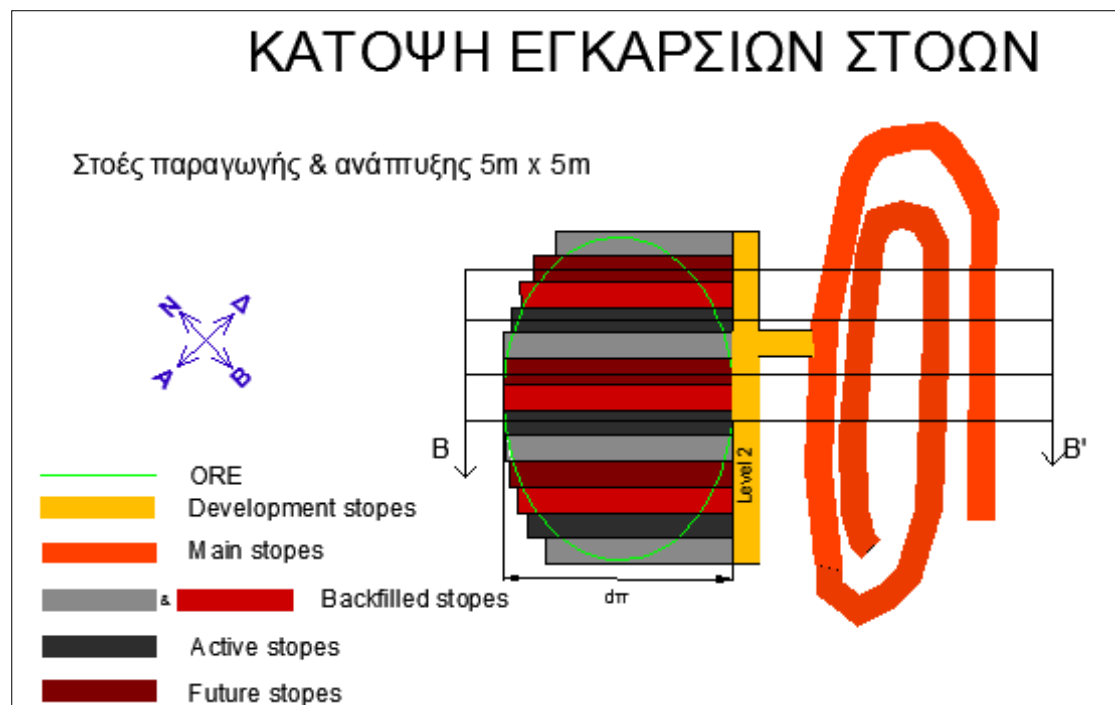 ΚΑΤΟΨΗ ΕΓΚΑΡΣΙΩΝ ΣΤΟΩΝ
Στοές παραγωγής & ανάπτυξης 5m x 5m
Ν Δ
Α Β
B B'
Level 2
dπ
ORE
Development stopes
Main stopes
& Backfilled stopes
Active stopes
Future stopes